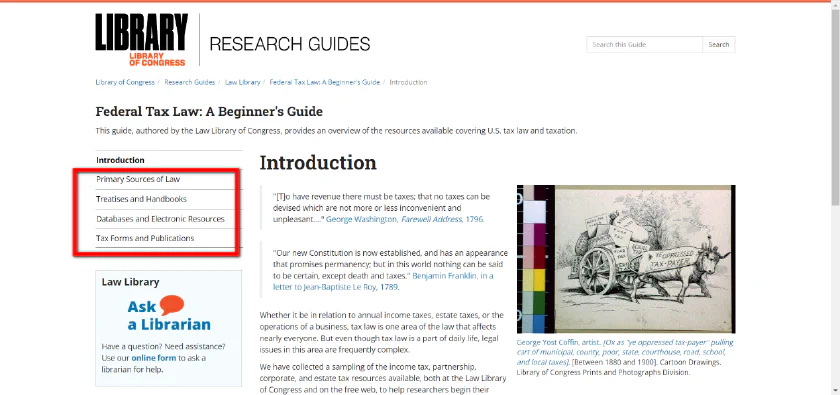 LIBRARY
LIBRARY
OF CONGRESS
RESEARCH GUIDES
Search this Guide
Search
Library of Congress / Research Guides / Law Library / Federal Tax Law: A Beginner's Guide / Introduction
Federal Tax Law: A Beginner's Guide
This guide, authored by the Law Library of Congress, provides an overview of the resources available covering U.S. tax law and taxation.
Introduction
Primary Sources of Law
Treatises and Handbooks
Databases and Electronic Resources
Tax Forms and Publications
Law Library
Ask
a Librarian
Have a question? Need assistance?
Use our online form to ask a
librarian for help.
Introduction
"[T]o have revenue there must be taxes; that no taxes can be
devised which are not more or less inconvenient and
unpleasant...." George Washington, Farewell Address, 1796.
"Our new Constitution is now established, and has an appearance
that promises permanency; but in this world nothing can be said
to be certain, except death and taxes." Benjamin Franklin, in a
letter to Jean-Baptiste Le Roy, 1789.
Whether it be in relation to annual income taxes, estate taxes, or the
operations of a business, tax law is one area of the law that affects
nearly everyone. But even though tax law is a part of daily life, legal
issues in this area are frequently complex.
We have collected a sampling of the income tax, partnership,
corporate, and estate tax resources available, both at the Law Library
of Congress and on the free web, to help researchers begin their
YE OPPRESSED
TAX-PAYER
George Yost Coffin, artist. [Ox as "ye oppressed tax-payer" pulling
cart of municipal, county, poor, state, courthouse, road, school,
and local taxes]. [Between 1880 and 1900]. Cartoon Drawings.
Library of Congress Prints and Photographs Division.